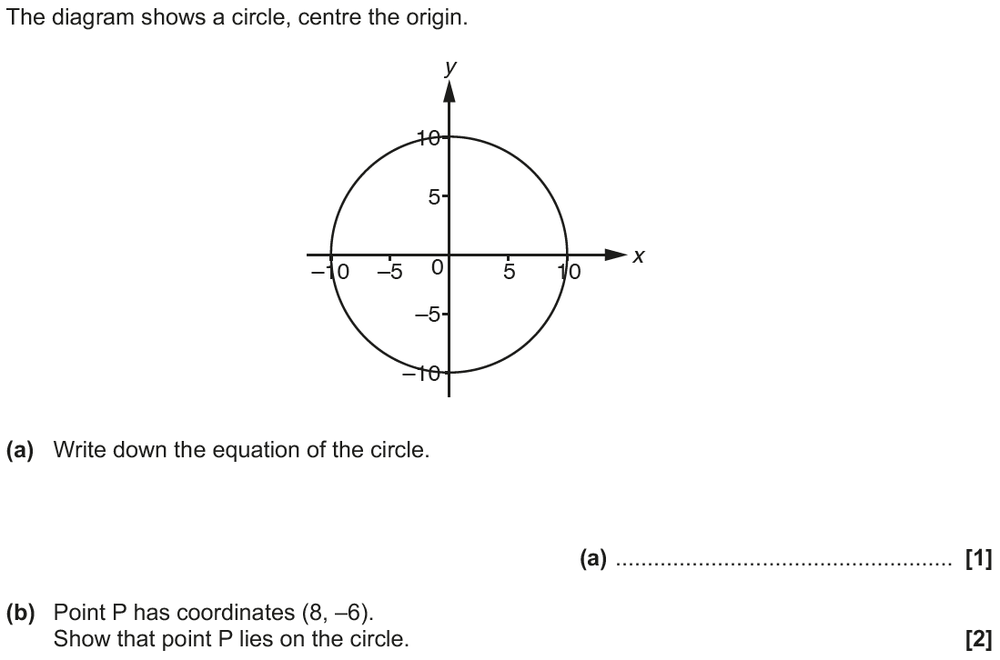 The diagram shows a circle, centre the origin.
y
10
5
–10 –5 0 5 10 x
–5
–10
(a) Write down the equation of the circle.
(a) ..................................................... [1]
(b) Point P has coordinates (8, –6).
Show that point P lies on the circle. [2]